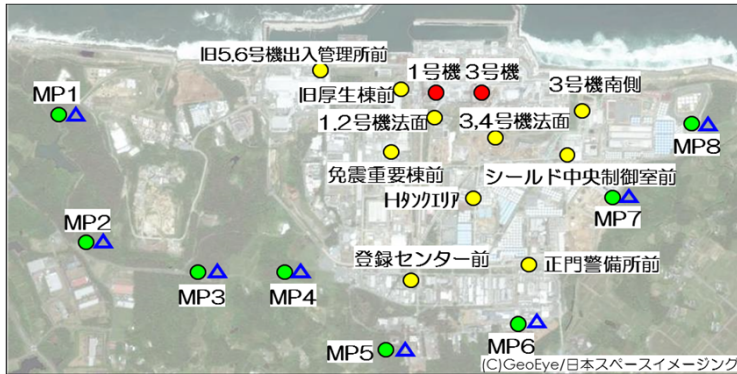 旧5.6号機出入管理所前
1号機
3号機
旧厚生棟前
3号機南側
MP1
1.2号機法面
3,4号機法面
MP8
免震重要棟前
シールド中央制御室前
Hタンクエリア
MP7
MP2
登録センター前
正門警備所前
MP3
MP4
MP5
MP6
(C)GeoEye/日本スペースイメージング